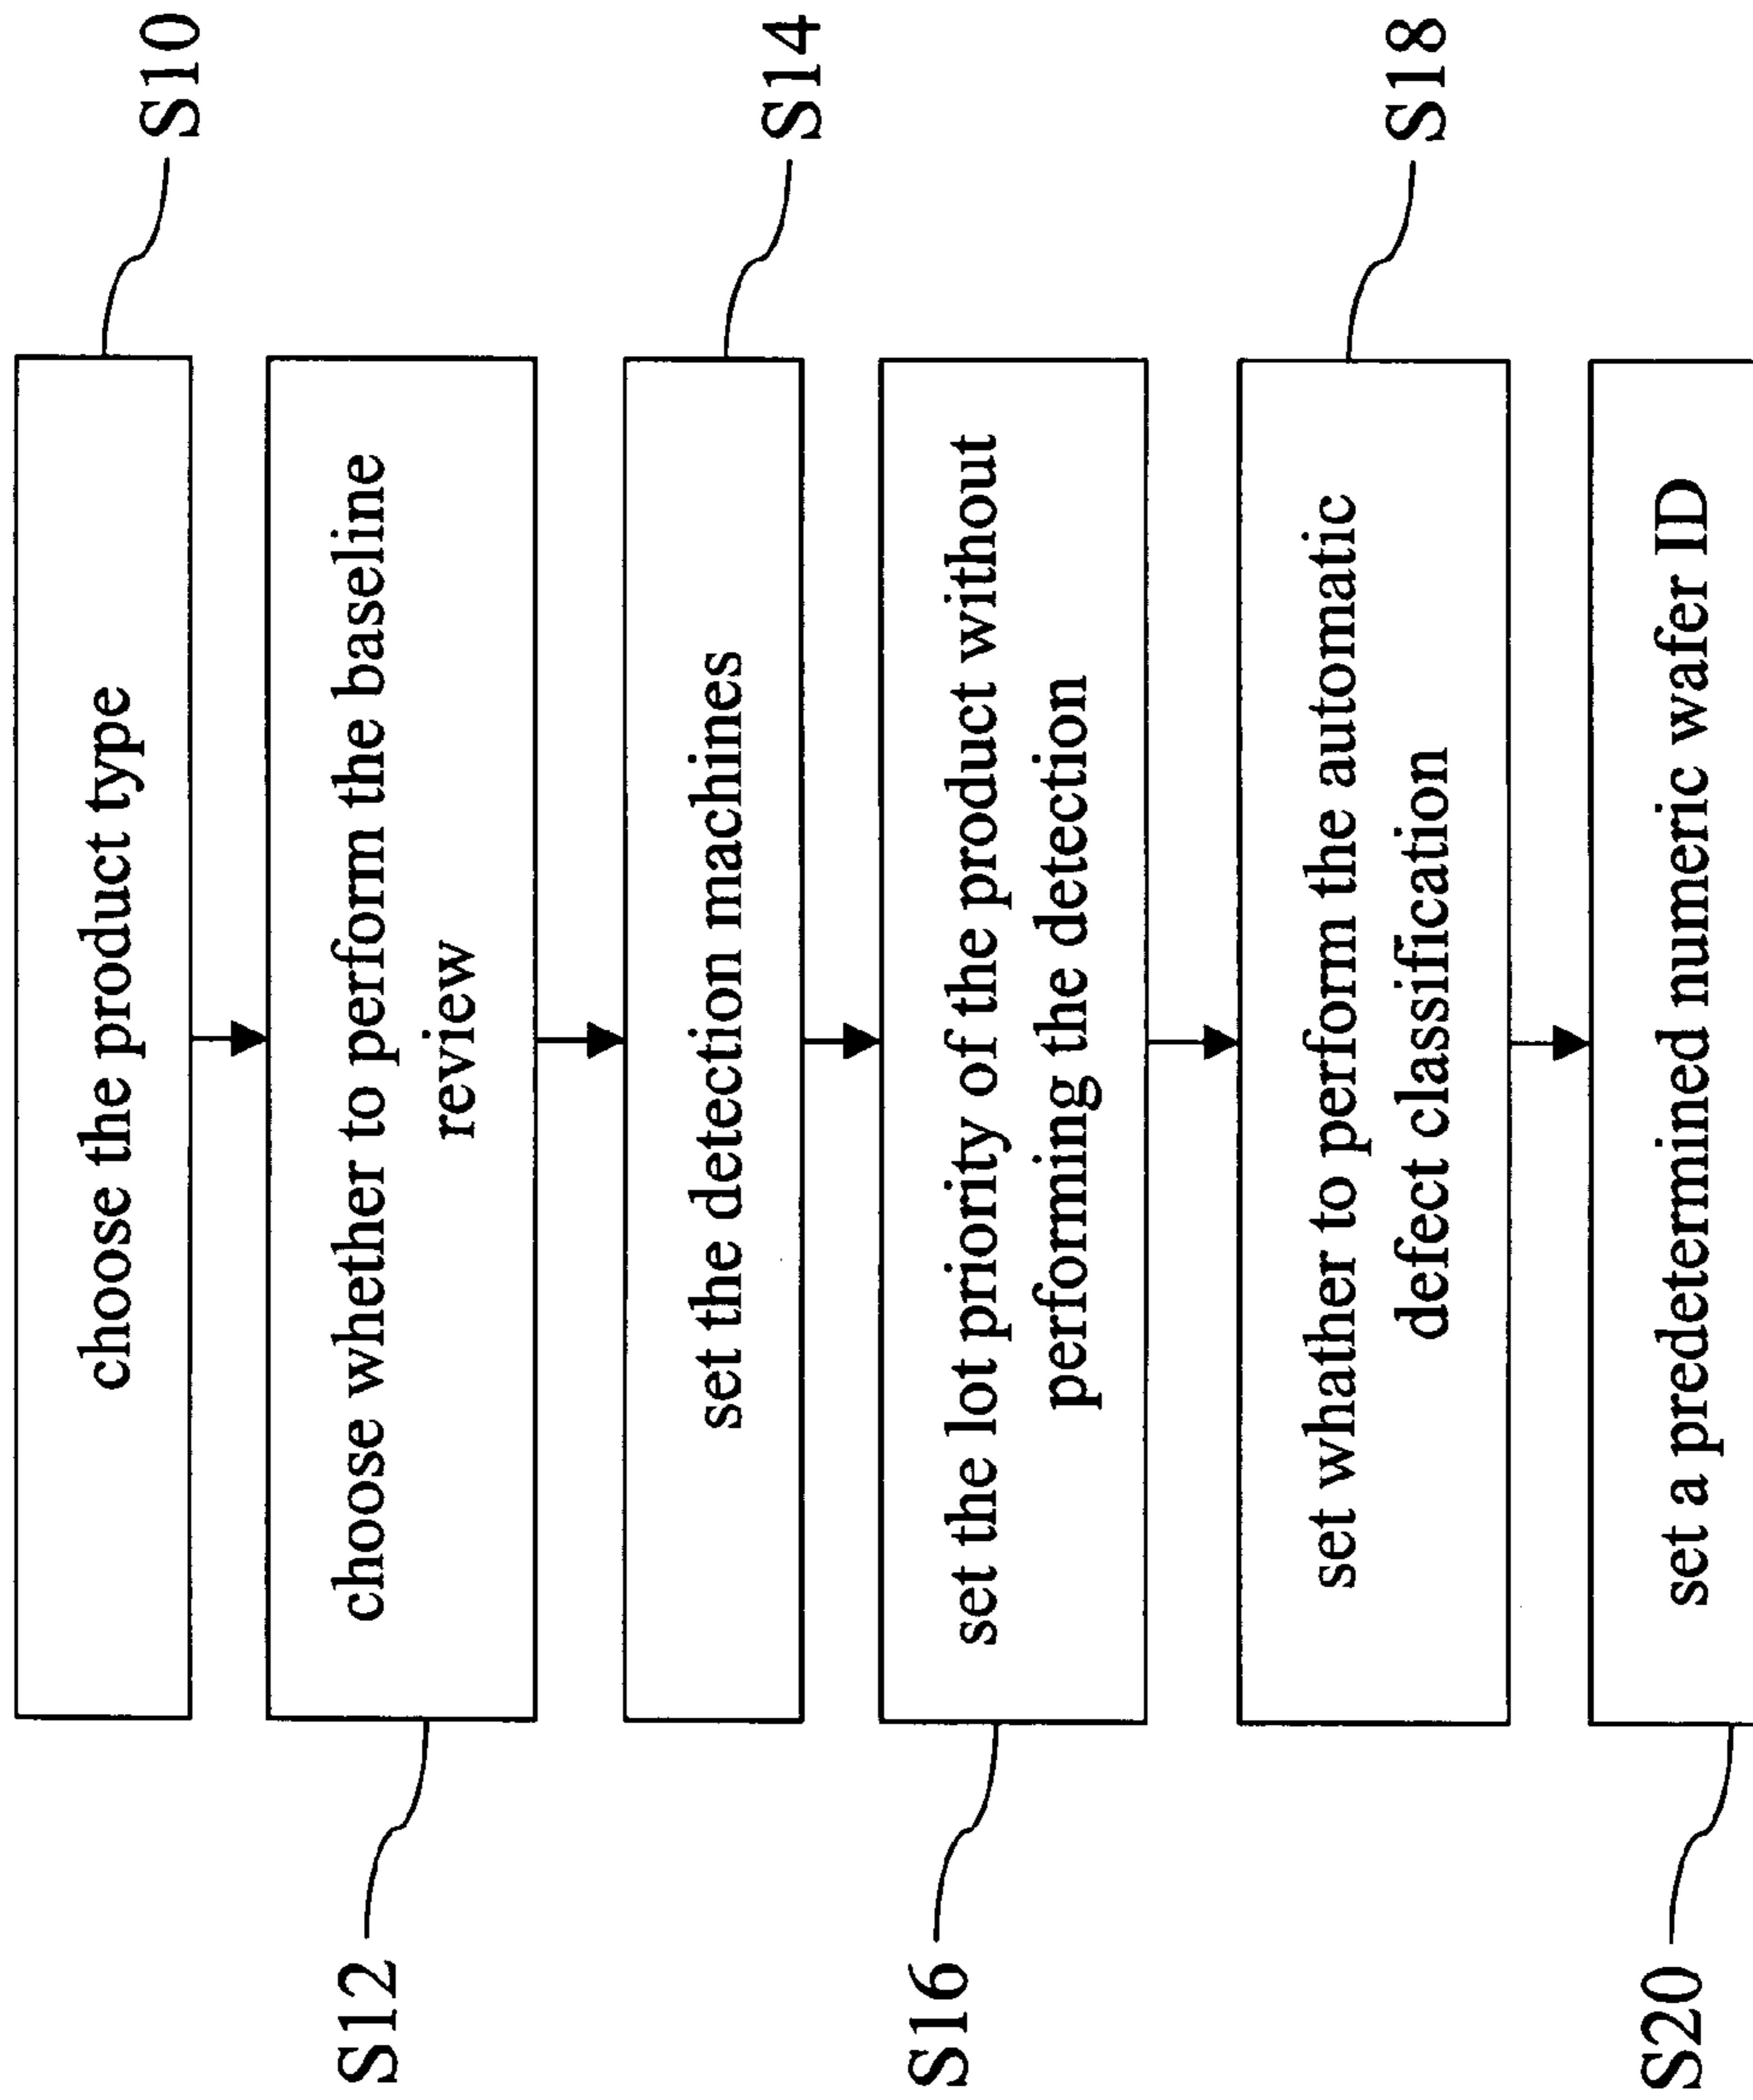 choose the product type
S10
choose whether to perform the baseline
review
S12
set the detection machines
S14
set the lot priority of the product without
performing the detection
S16
set whather to perform the automatic
defect classification
S18
set a predetermined numeric wafer ID
S20